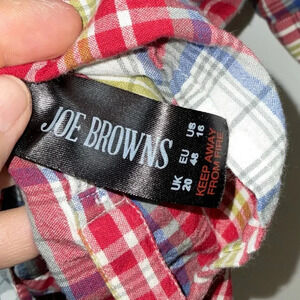 JOE BROWNS
UK EU US
20 48 16
KEEP AWAY
FROM FIRE